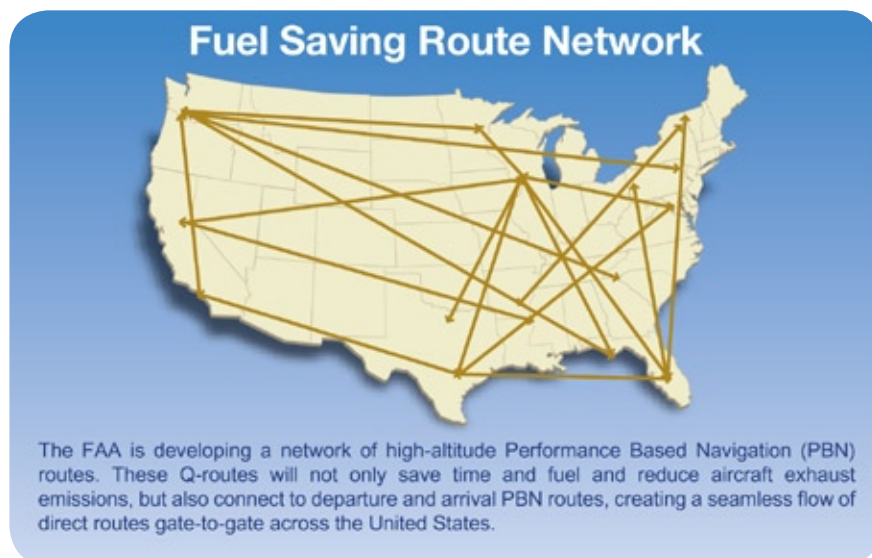 Fuel Saving Route Network
The FAA is developing a network of high-altitude Performance Based Navigation (PBN)
routes. These Q-routes will not only save time and fuel and reduce aircraft exhaust
emissions, but also connect to departure and arrival PBN routes, creating a seamless flow of
direct routes gate-to-gate across the United States.